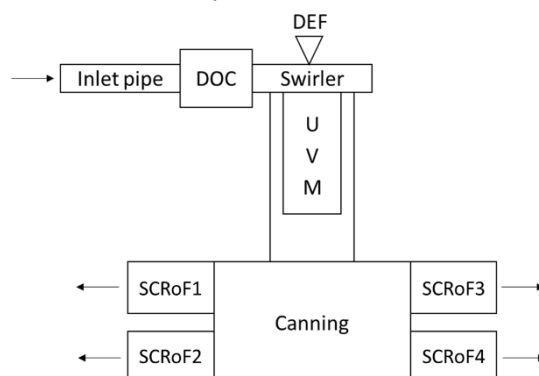 DEF
Inlet pipe DOC Swirler
U
V
M
SCRoF1 SCRoF3
Canning
SCRoF2 SCRoF4